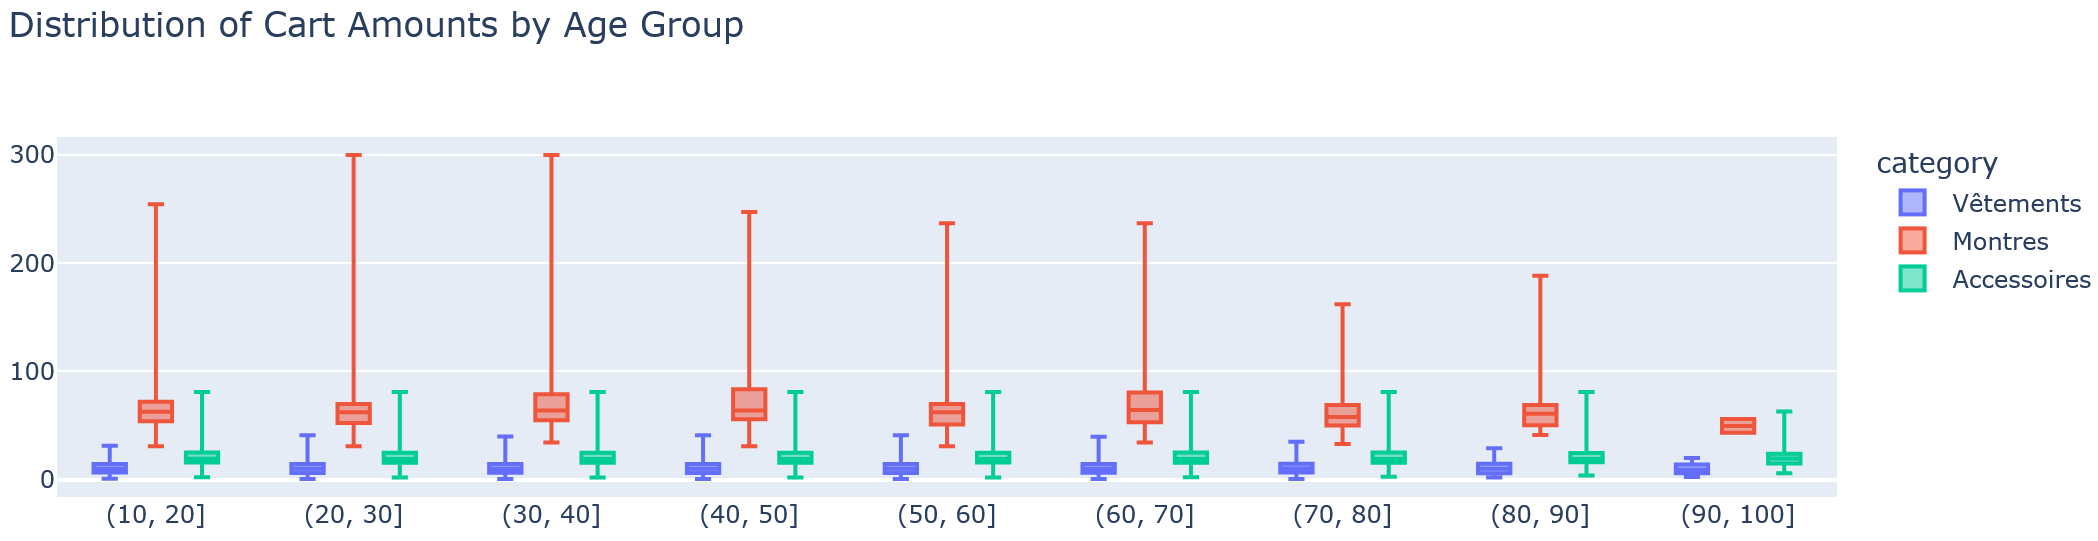 Distribution of Cart Amounts by Age Group
300
200
100
0
(10, 20] (20, 30] (30, 40] (40, 50] (50, 60] (60, 70] (70, 80] (80, 90] (90, 100]
category
Vêtements
Montres
Accessoires